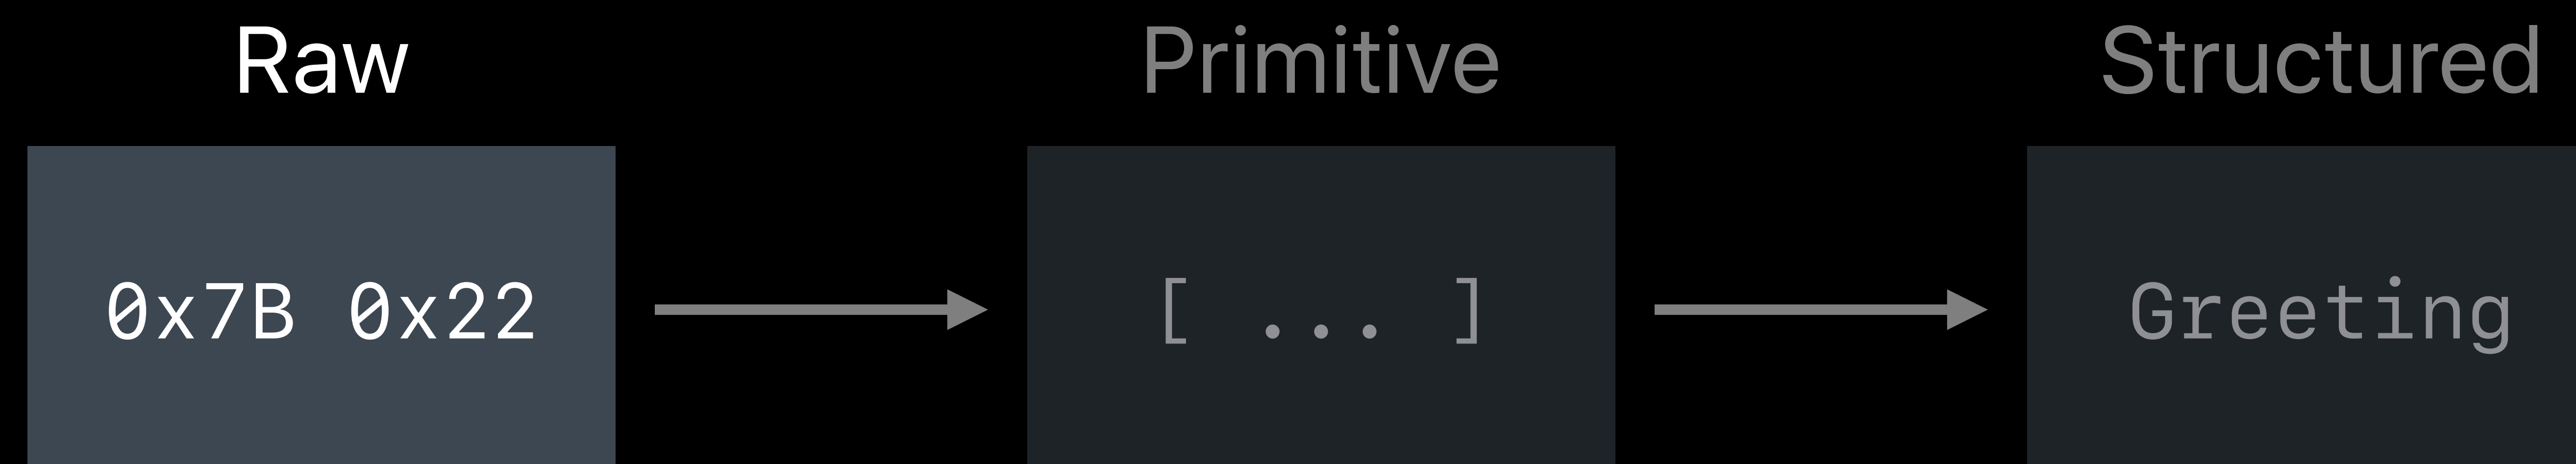 Raw
Primitive
Structured
0x7B 0x22
[ ... ]
Greeting